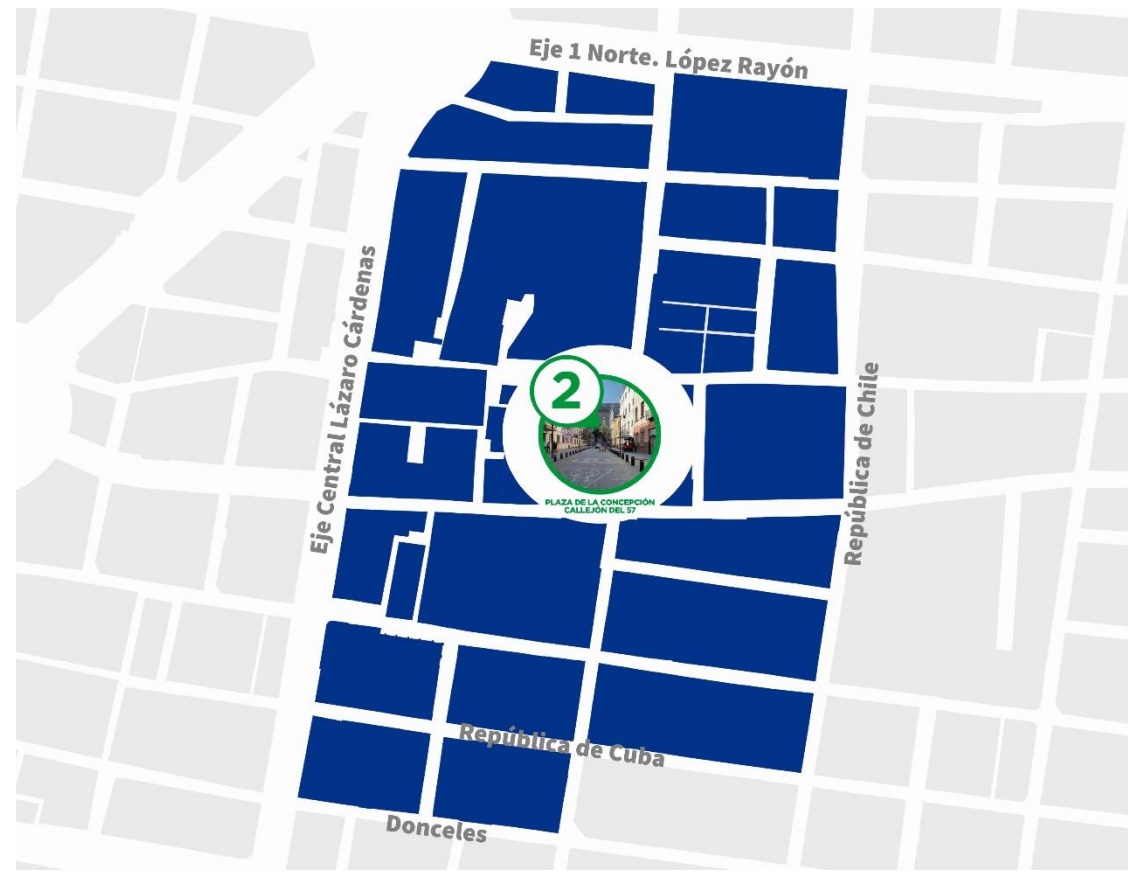 Eje 1 Norte. López Rayón
Eje Central Lázaro Cárdenas
2
República de Chile
PLAZA DE LA CONCEPCIÓN
CALLEJÓN DEL 57
República de Cuba
Donceles